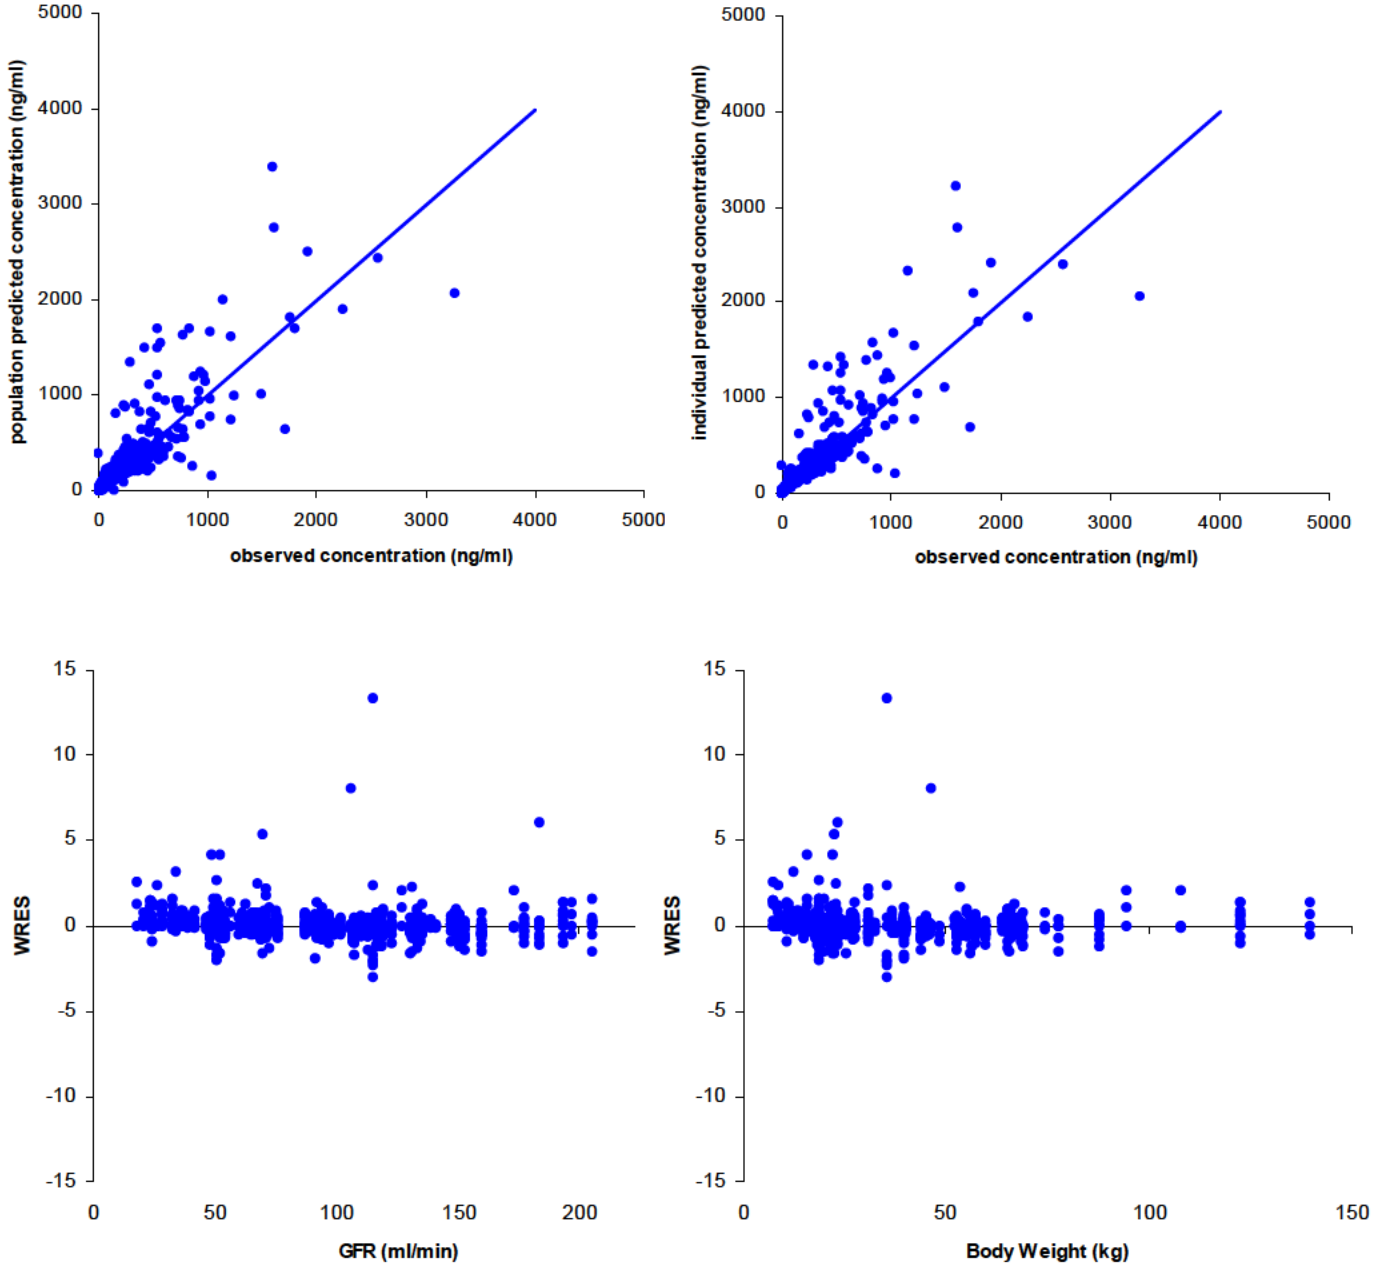 5000
4000
3000
2000
1000
0
population predicted concentration (ng/ml)
0 1000 2000 3000 4000 5000
observed concentration (ng/ml)
5000
4000
3000
2000
1000
0
individual predicted concentration (ng/ml)
0 1000 2000 3000 4000 5000
observed concentration (ng/ml)
15
10
5
0
-5
-10
-15
WRES
0 50 100 150 200
GFR (ml/min)
15
10
5
0
-5
-10
-15
WRES
0 50 100 150
Body Weight (kg)